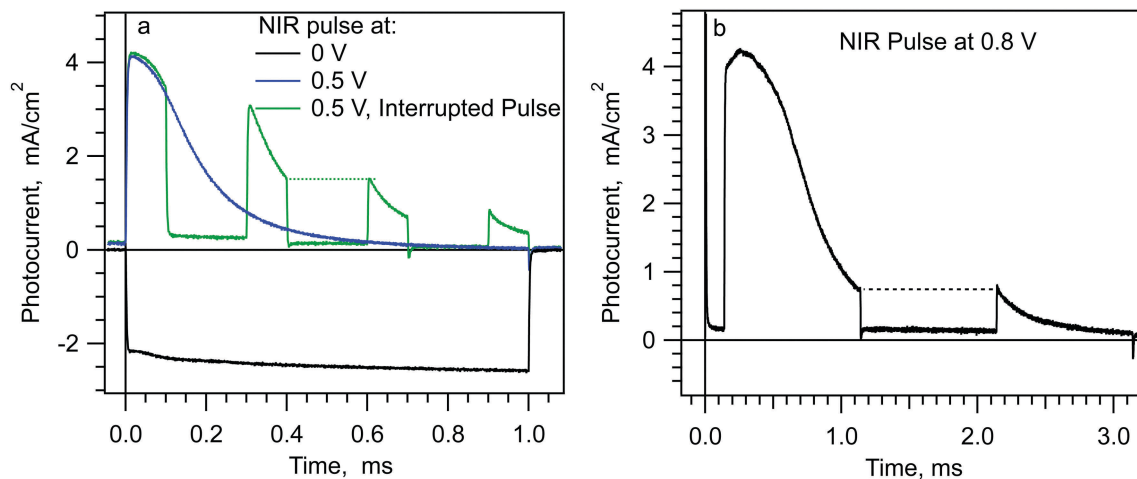 a
NIR pulse at:
0 V
0.5 V
0.5 V, Interrupted Pulse
4
2
0
-2
Photocurrent, mA/cm²
0.0 0.2 0.4 0.6 0.8 1.0
Time, ms
b
NIR Pulse at 0.8 V
4
3
2
1
0
Photocurrent, mA/cm²
0.0 1.0 2.0 3.0
Time, ms